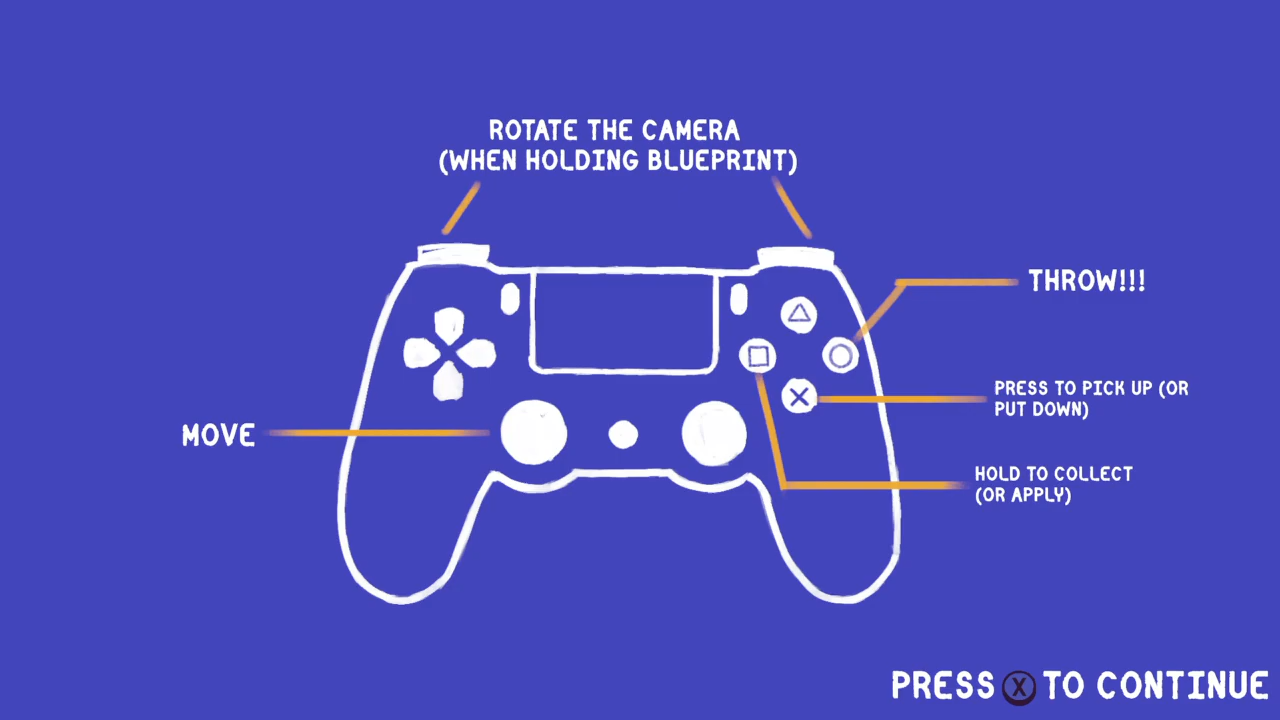 ROTATE THE CAMERA
(WHEN HOLDING BLUEPRINT)
THROW!!!
PRESS TO PICK UP (OR
PUT DOWN)
MOVE
HOLD TO COLLECT
(OR APPLY)
PRESS X TO CONTINUE